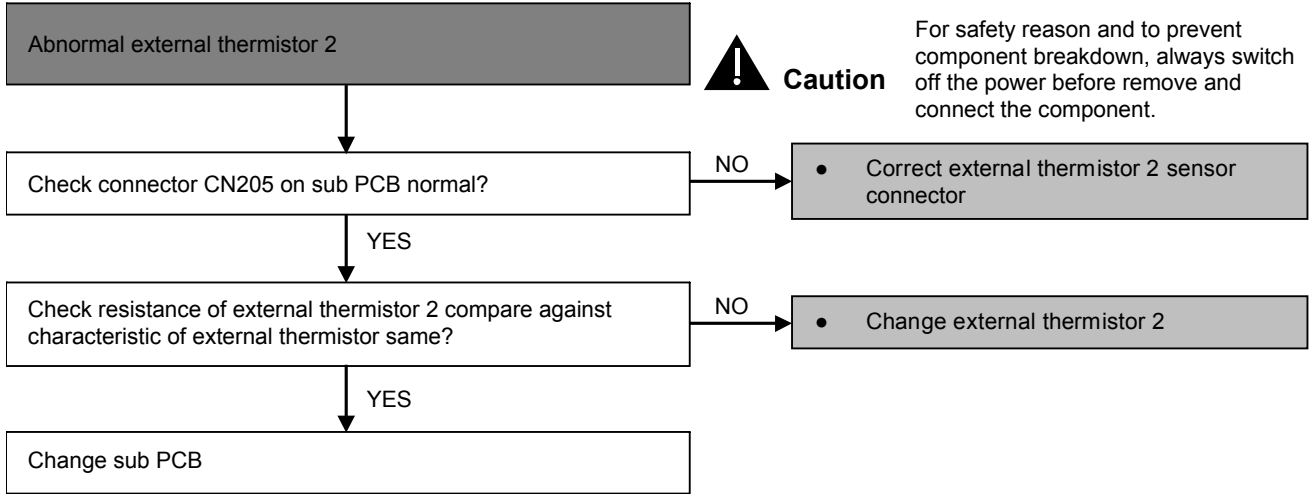 Abnormal external thermistor 2
Caution
For safety reason and to prevent
component breakdown, always switch
off the power before remove and
connect the component.
Check connector CN205 on sub PCB normal?
NO
● Correct external thermistor 2 sensor
connector
YES
Check resistance of external thermistor 2 compare against
characteristic of external thermistor same?
NO
● Change external thermistor 2
YES
Change sub PCB